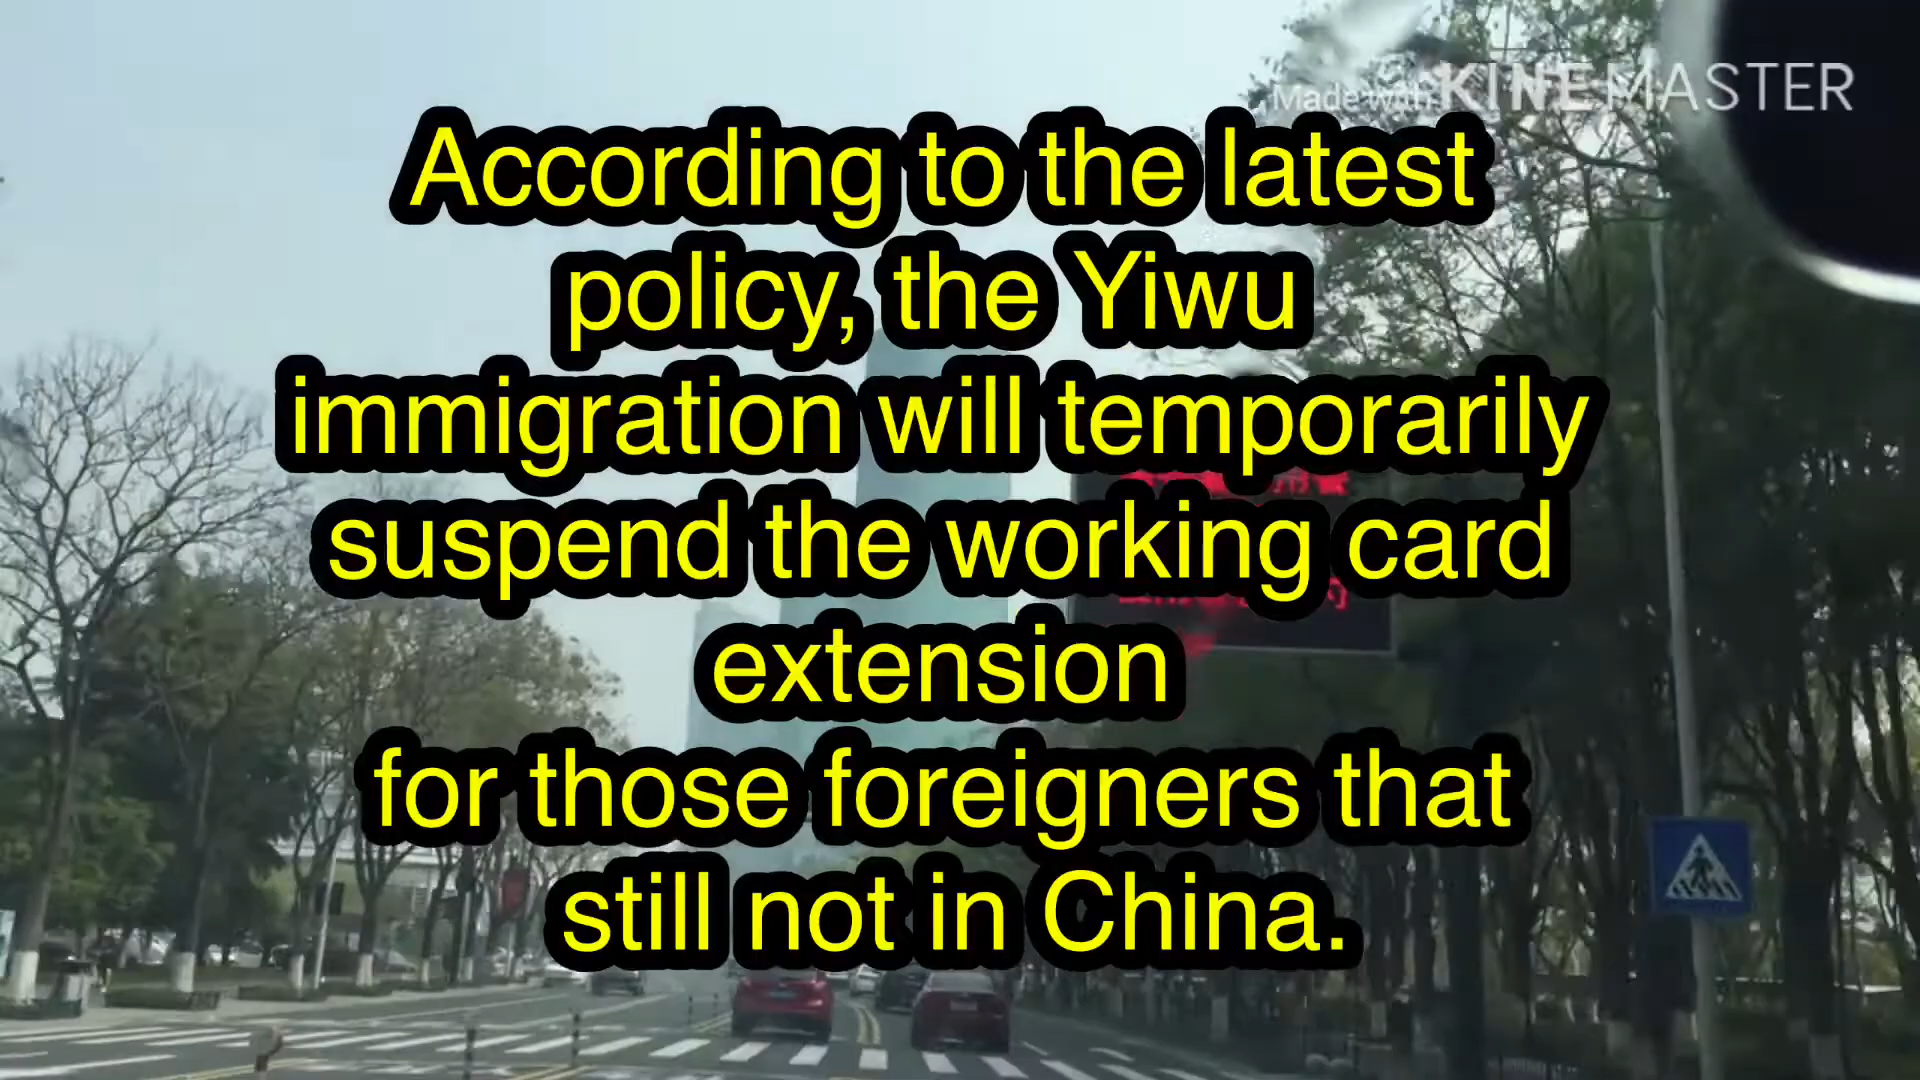 Made with KINEMASTER
According to the latest
policy, the Yiwu
immigration will temporarily
suspend the working card
extension
for those foreigners that
still not in China.